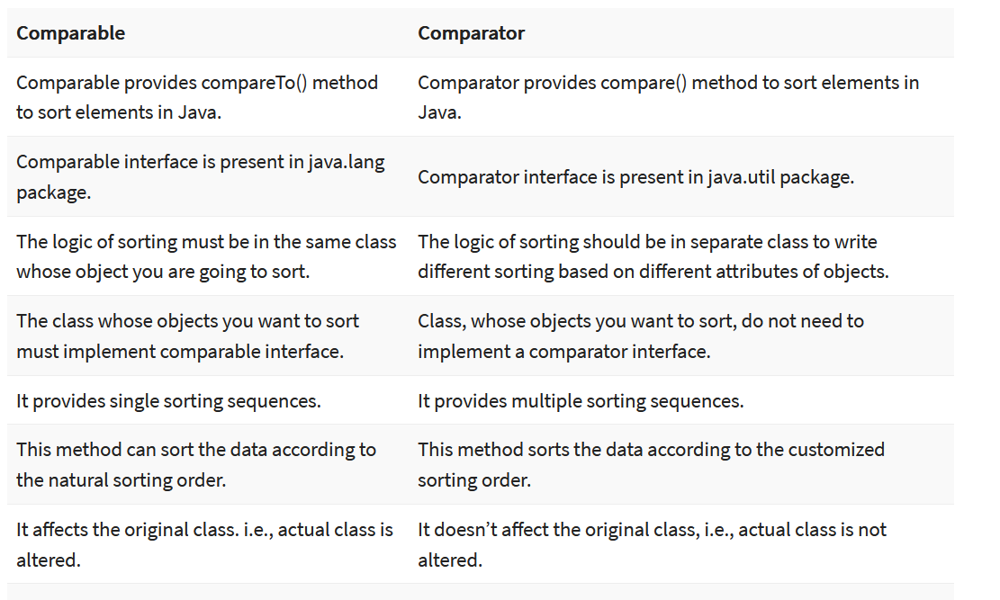 Comparable
Comparator
Comparable provides compareTo() method
to sort elements in Java.
Comparator provides compare() method to sort elements in
Java.
Comparable interface is present in java.lang
package.
Comparator interface is present in java.util package.
The logic of sorting must be in the same class
whose object you are going to sort.
The logic of sorting should be in separate class to write
different sorting based on different attributes of objects.
The class whose objects you want to sort
must implement comparable interface.
Class, whose objects you want to sort, do not need to
implement a comparator interface.
It provides single sorting sequences.
It provides multiple sorting sequences.
This method can sort the data according to
the natural sorting order.
This method sorts the data according to the customized
sorting order.
It affects the original class. i.e., actual class is
altered.
It doesn’t affect the original class, i.e., actual class is not
altered.